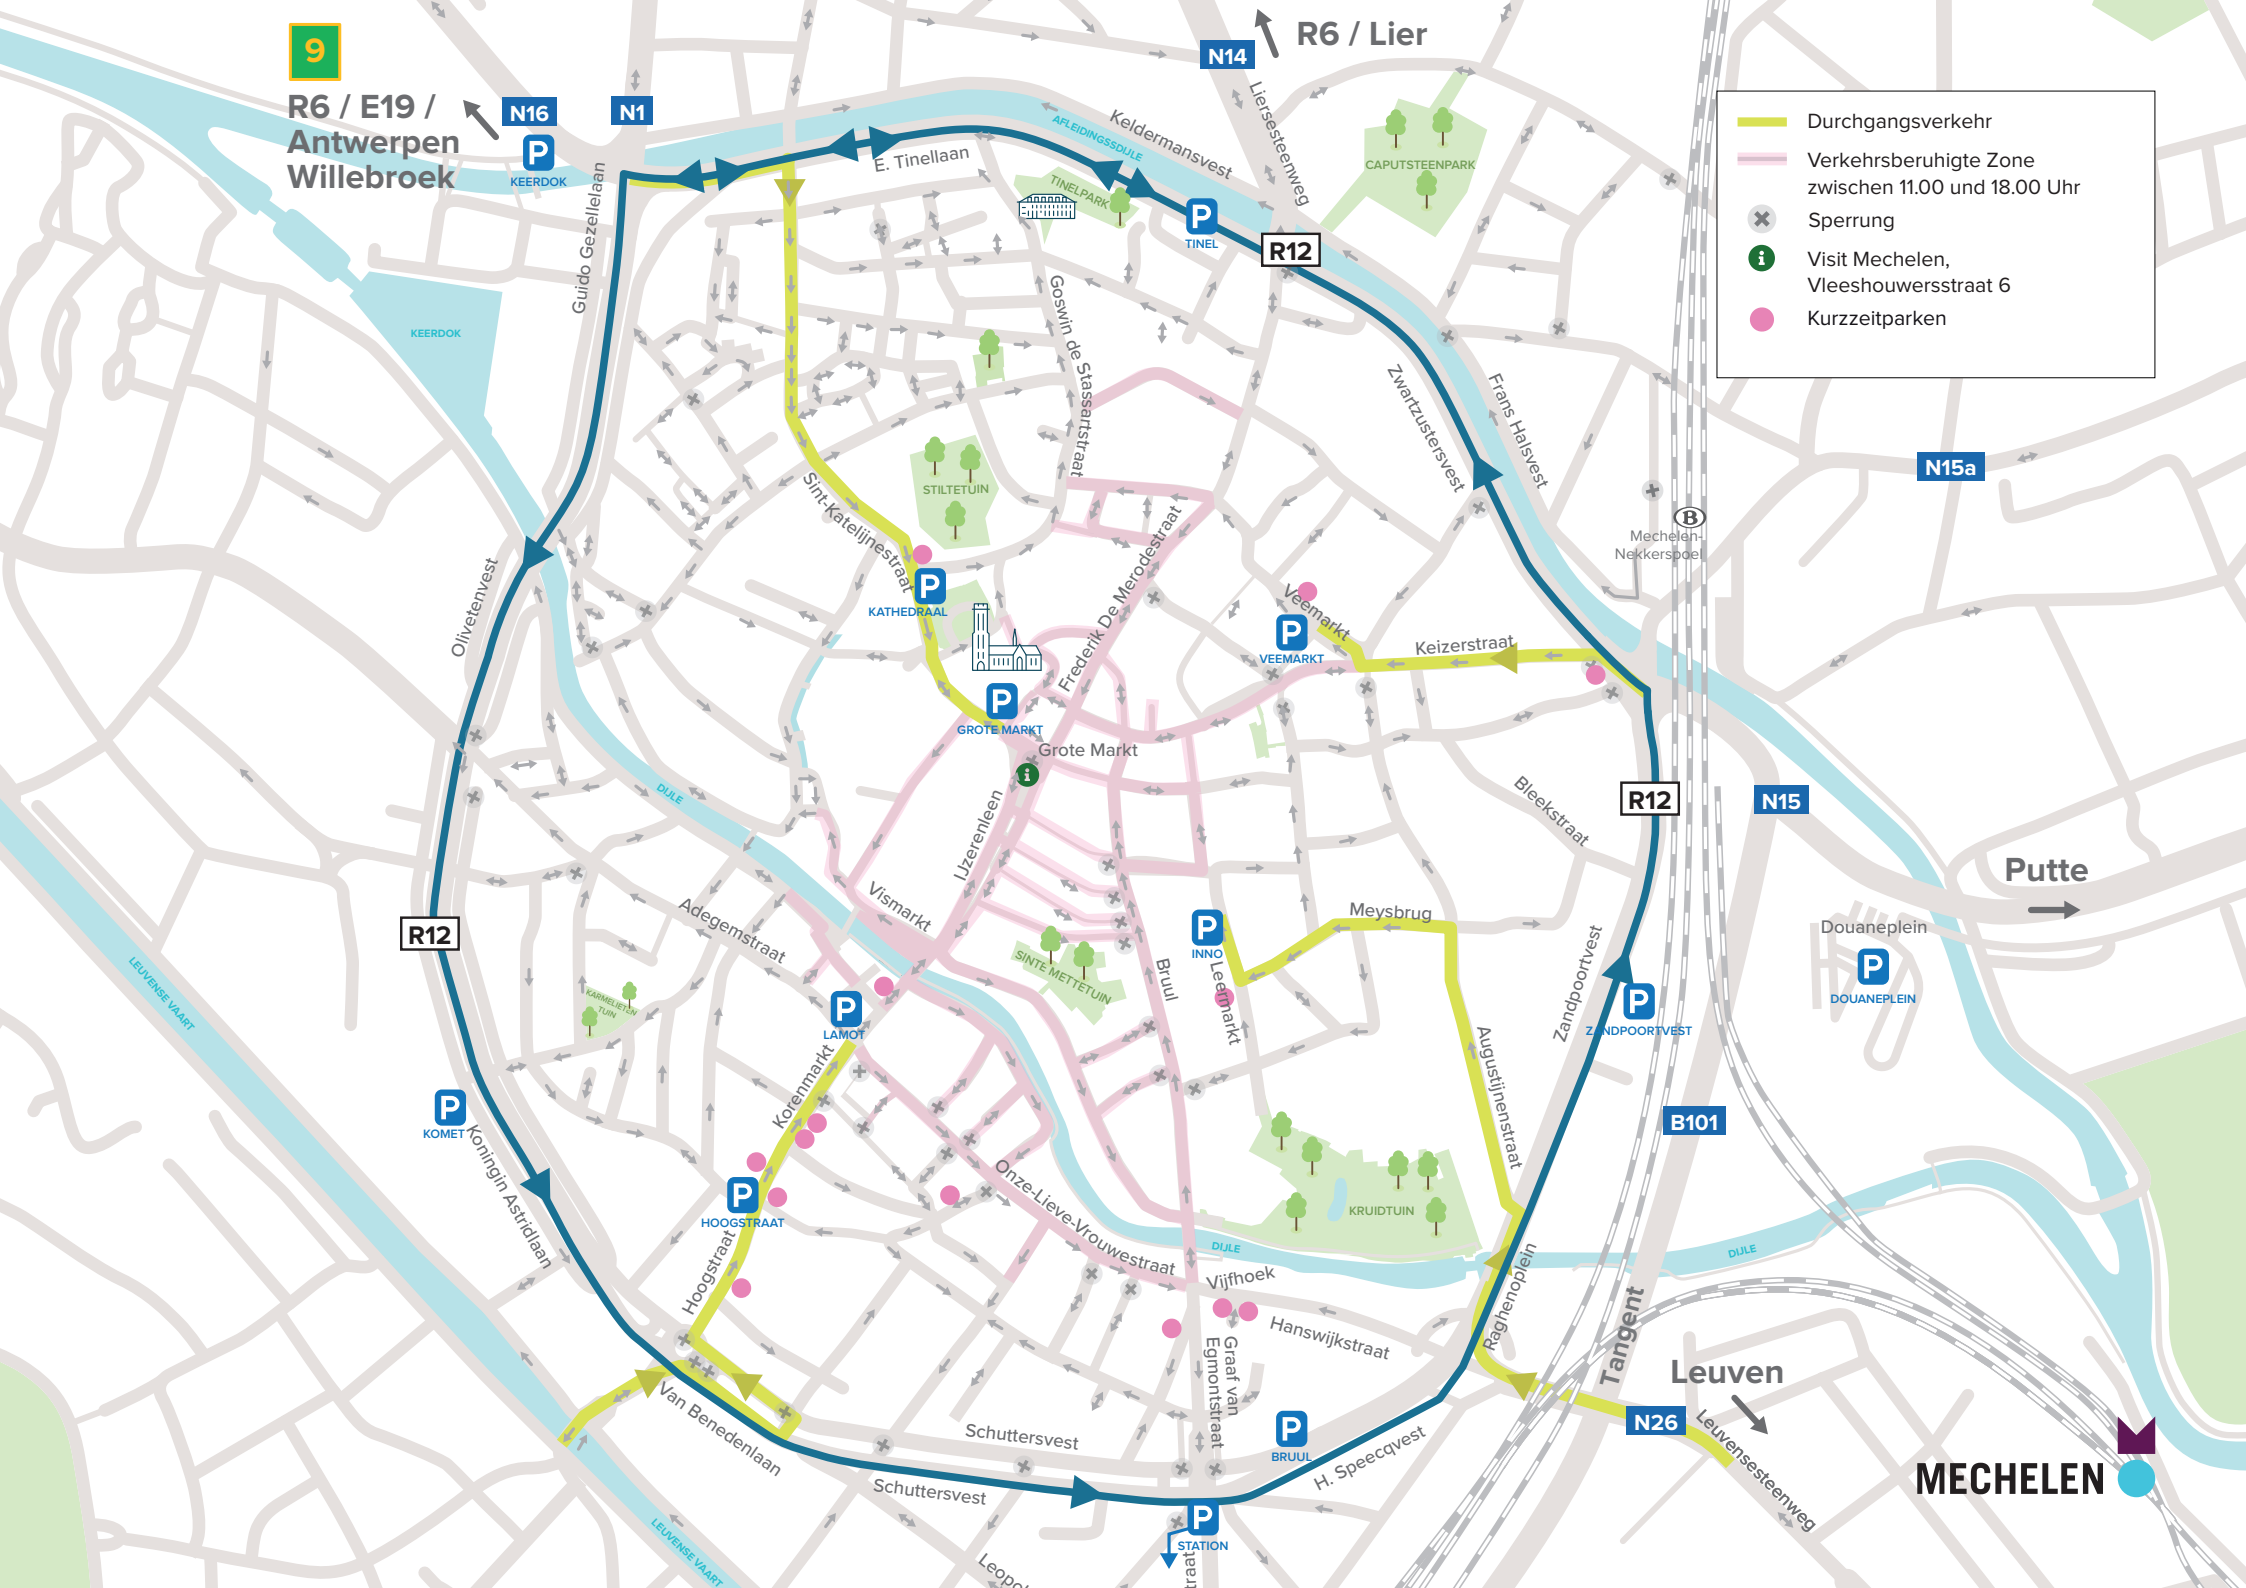 9
R6 / E19 /
Antwerpen
Willebroek
N16
P
KEERDOK
N1
N14
R6 / Lier
Durchgangsverkehr
Verkehrsberuhigte Zone
zwischen 11.00 und 18.00 Uhr
Sperrung
i
Visit Mechelen,
Vleeshouwersstraat 6
Kurzzeitparken
Liersesteenweg
Keldermansvest
AFLEIDINGSDIJLE
E. Tinellaan
CAPUTSTEENPARK
TINELPARK
P
TINEL
R12
Guido Gezellelaan
KEERDOK
Goswin de Stassartstraat
Zwartzustersvest
Frans Halsvest
N15a
B
Mechelen-
Nekkerspoel
STILTETUIN
Sint-Katelijnestraat
Frederik De Merodestraat
P
KATHEDRAAL
Olivetenvest
Veemarkt
P
VEEMARKT
Keizerstraat
P
GROTE MARKT
Grote Markt
i
DIJLE
IJzerenleen
Bleekstraat
R12
N15
Putte
Vismarkt
Adegemstraat
R12
Meysbrug
P
INNO
Leermarkt
Bruul
SINTE METTETUIN
Douaneplein
P
DOUANEPLEIN
Zandpoortvest
P
ZANDPOORTVEST
LEUVENSE VAART
KARMELIETEN
TUIN
P
LAMOT
Korenmarkt
Augustijnenstraat
P
KOMET
Koningin Astridlaan
B101
P
HOOGSTRAAT
Hoogstraat
Onze-Lieve-Vrouwestraat
KRUIDTUIN
DIJLE
DIJLE
Vijfhoek
Hanswijkstraat
Raghenoplein
Tangent
Graaf van
Egmontstraat
Leuven
Van Benedenlaan
Schuttersvest
Schuttersvest
P
BRUUL
H. Speecqvest
N26
Leuvensesteenweg
MECHELEN
P
STATION
LEUVENSE VAART
Leopol
traat